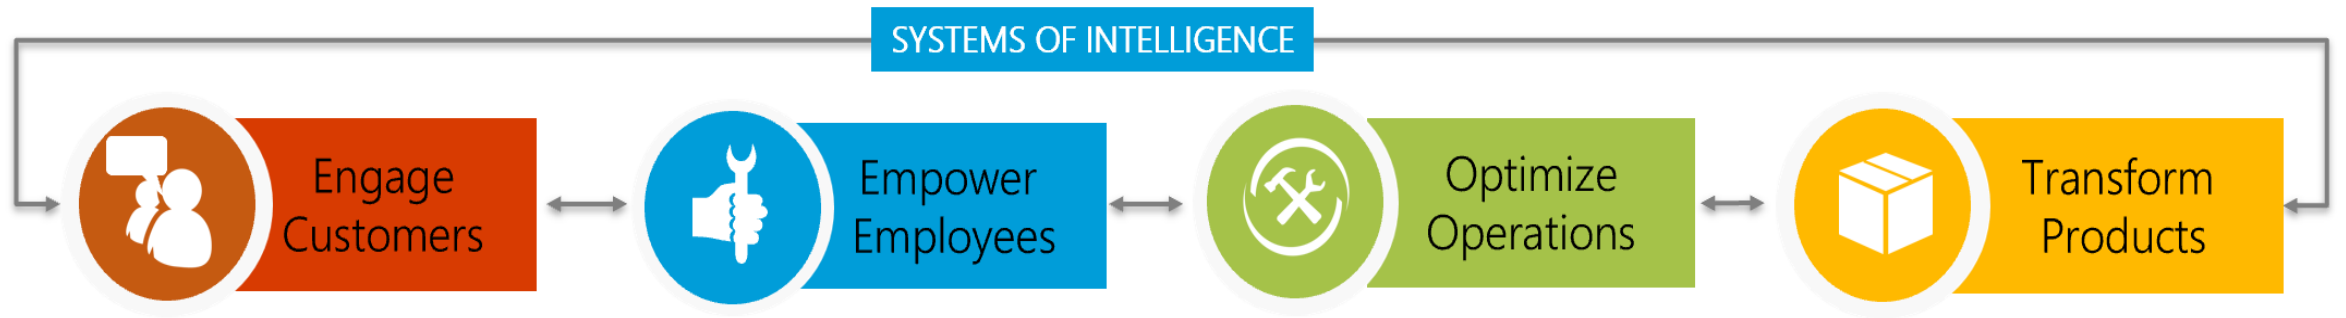 SYSTEMS OF INTELLIGENCE
Engage
Customers
Empower
Employees
Optimize
Operations
Transform
Products